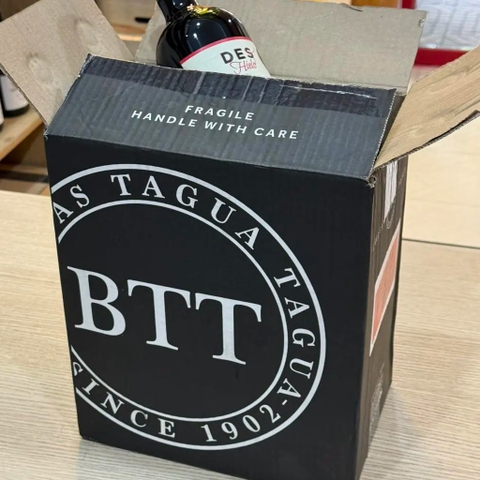 DES
FRAGILE
HANDLE WITH CARE
AS TAGUA TAGUA-
BTT
SINCE 1902-